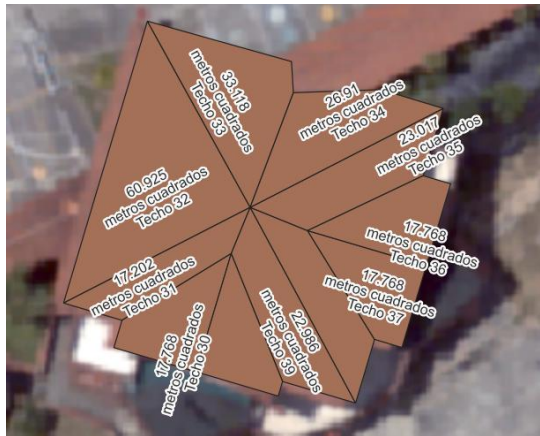 33.118
metros cuadrados
Techo 33
26.91
metros cuadrados
Techo 34
23.017
metros cuadrados
Techo 35
60.925
metros cuadrados
Techo 32
17.768
metros cuadrados
Techo 36
17.202
metros cuadrados
Techo 31
17.768
metros cuadrados
Techo 37
17.768
metros cuadrados
Techo 30
22.986
metros cuadrados
Techo 39